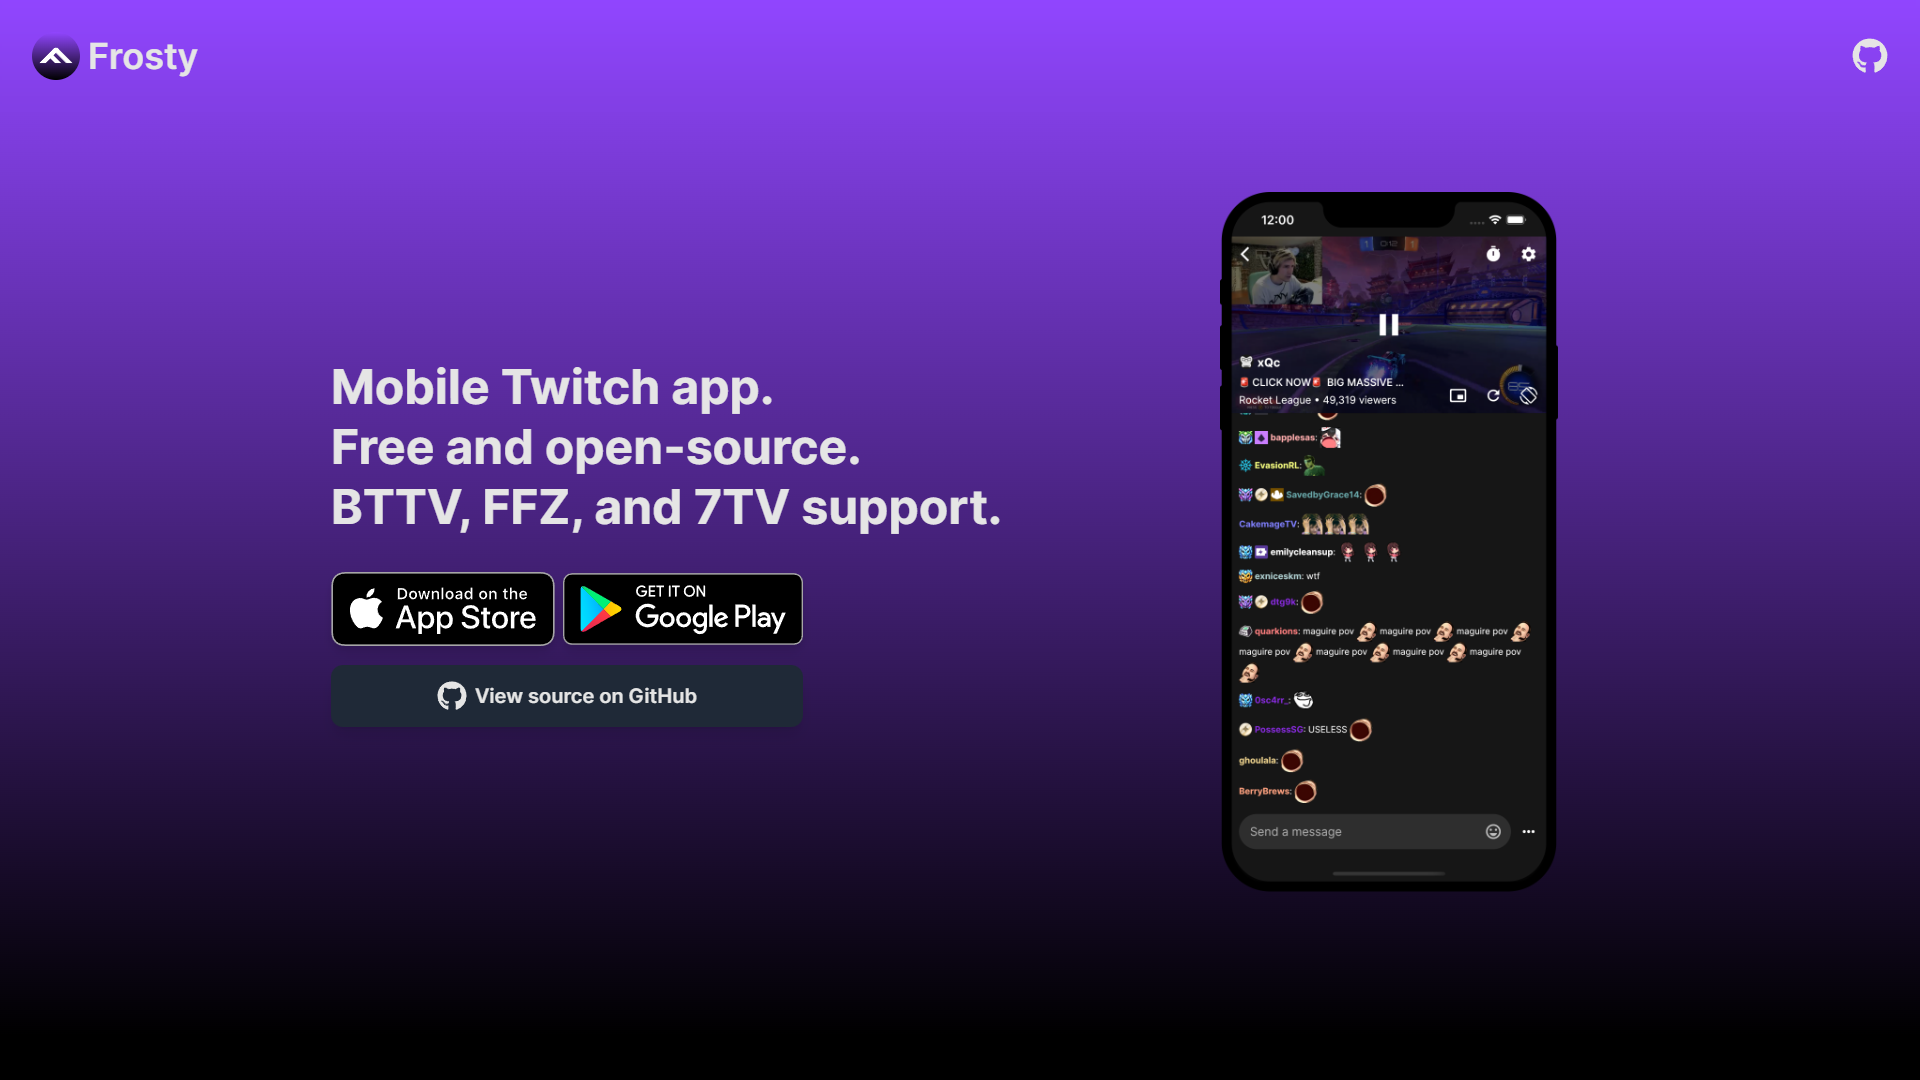 Frosty
Mobile Twitch app.
Free and open-source.
BTTV, FFZ, and 7TV support.
Download on the
App Store
GET IT ON
Google Play
View source on GitHub
12:00
xQc
CLICK NOW BIG MASSIVE ...
Rocket League • 49,319 viewers
bapplesas:
EvasionRL:
SavedbyGrace14:
CakemageTV:
emilycleansup:
exniceskm: wtf
dtg9k:
quarkions: maguire pov maguire pov maguire pov
maguire pov maguire pov maguire pov maguire pov
0sc4rr_:
PossessSG: USELESS
ghoulala:
BerryBrews:
Send a message